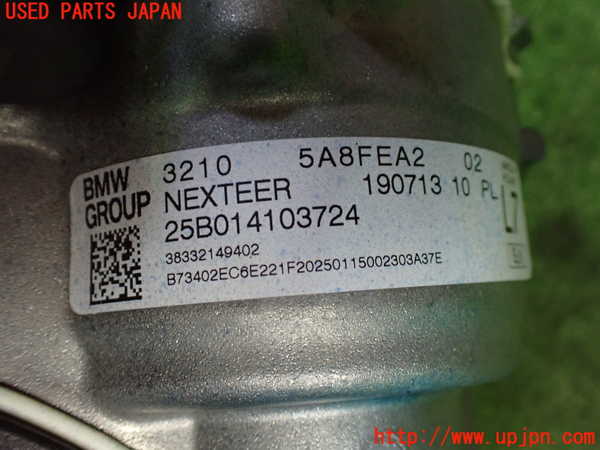 USED PARTS JAPAN
BMW GROUP
3210 5A8FEA2 02
NEXTEER 190713 10 PL
25B014103724
38332149402
B73402EC6E221F20250115002303A37E
L7
http://www.upjpn.com/